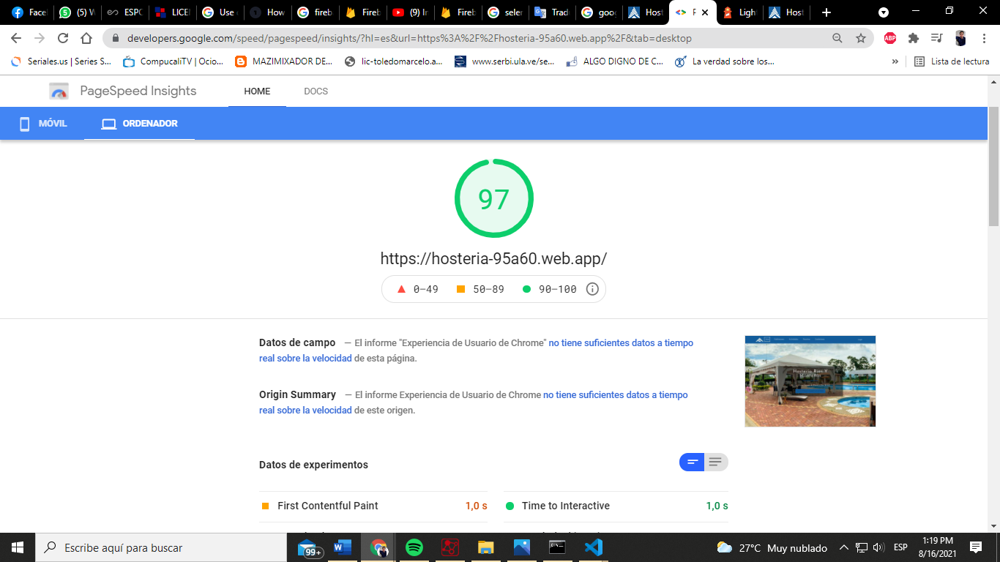 Faceb
(5) W
ESPO
LICEI
Use
How
fireb
Fireb
(9) Ir
Fireb
seler
Trad
goog
Host
P
Light
Host
developers.google.com/speed/pagespeed/insights/?hl=es&url=https%3A%2F%2Fhosteria-95a60.web.app%2F&tab=desktop
ABP
Seriales.us | Series S...
CompucaliTV | Ocio...
MAZIMIXADOR DE...
lic-toledomarcelo.a...
www.serbi.ula.ve/se...
ALGO DIGNO DE C...
La verdad sobre los...
»
Lista de lectura
PageSpeed Insights
HOME
DOCS
MÓVIL
ORDENADOR
97
https://hosteria-95a60.web.app/
0–49
50–89
90–100
Datos de campo — El informe "Experiencia de Usuario de Chrome" no tiene suficientes datos a tiempo
real sobre la velocidad de esta página.
Hosteria Rios Y
Origin Summary — El informe Experiencia de Usuario de Chrome no tiene suficientes datos a tiempo
real sobre la velocidad de este origen.
Datos de experimentos
First Contentful Paint
1,0 s
Time to Interactive
1,0 s
Escribe aquí para buscar
99+
27°C Muy nublado
ESP
1:19 PM
8/16/2021